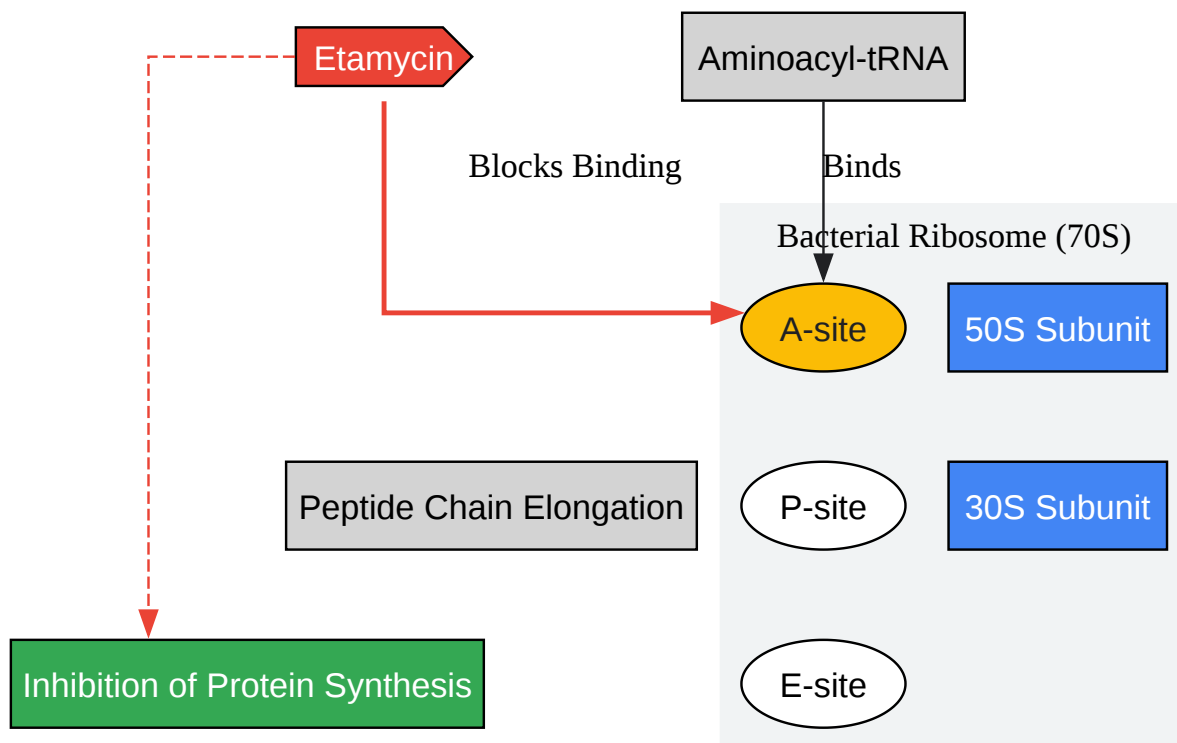 Etamycin
Aminoacyl-tRNA
Blocks Binding
Binds
Bacterial Ribosome (70S)
A-site
50S Subunit
Peptide Chain Elongation
P-site
30S Subunit
Inhibition of Protein Synthesis
E-site